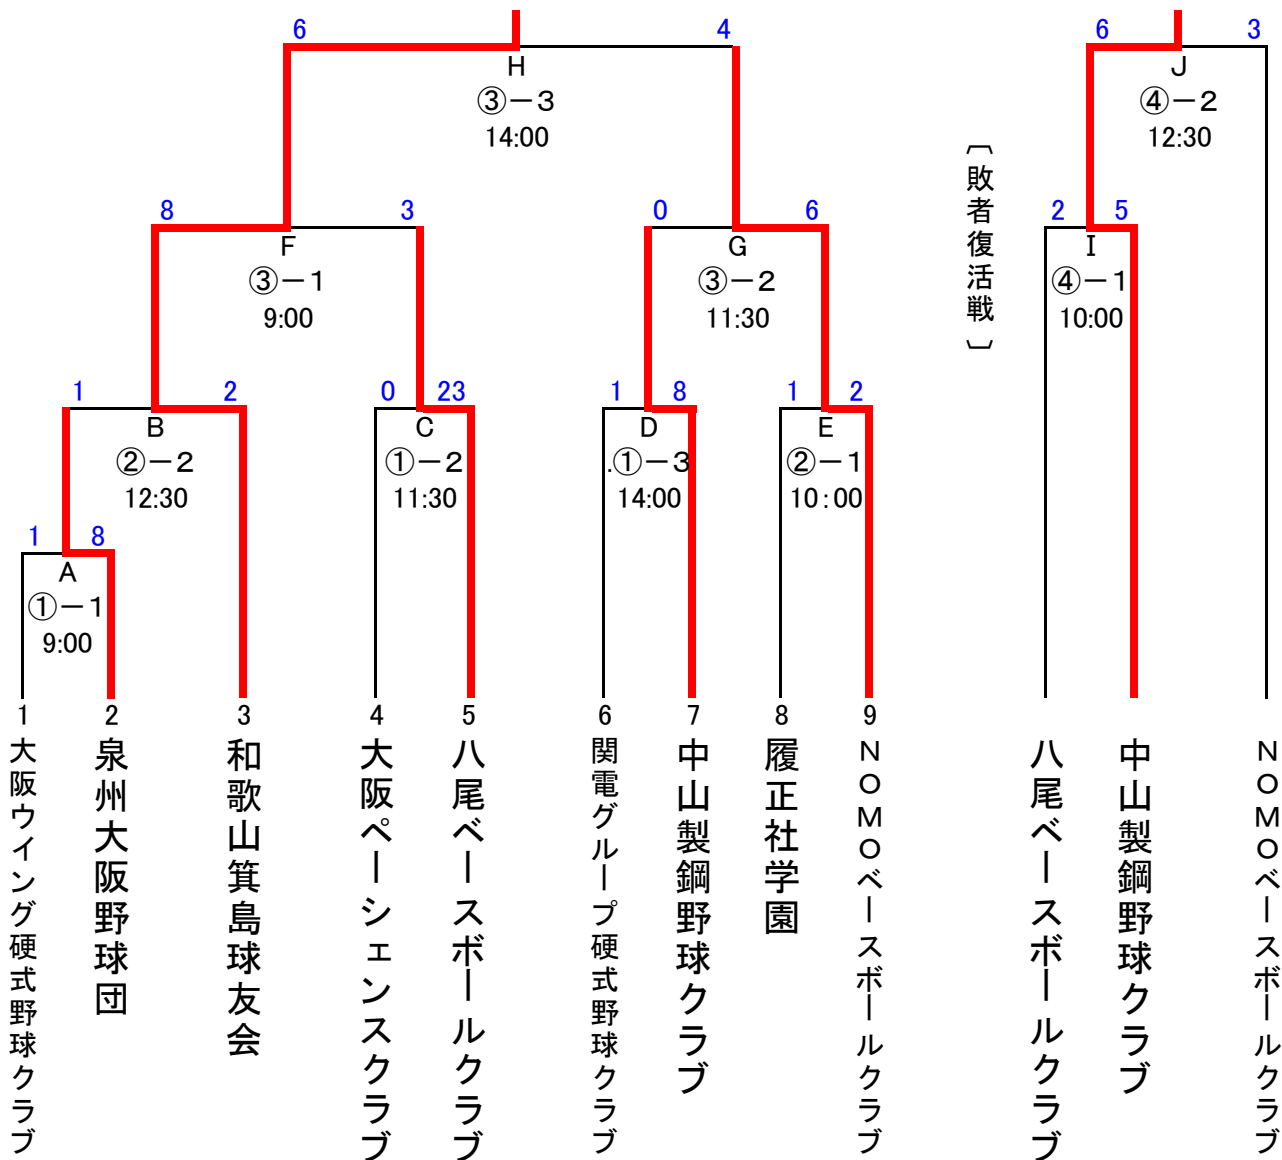 6 4 6 3
H J
③－3 ④－2
14:00 12:30
〔敗者復活戦〕
8 3 0 6 2 5
F G I
③－1 ③－2 ④－1
9:00 11:30 10:00
1 2 0 23 1 8 1 2
B C D E
②－2 ①－2 .①－3 ②－1
12:30 11:30 14:00 10:00
1 8
A
①－1
9:00
1 2 3 4 5 6 7 8 9
大阪ウイング硬式野球クラブ
泉州大阪野球団
和歌山箕島球友会
大阪ペーシェンスクラブ
八尾ベースボールクラブ
関電グループ硬式野球クラブ
中山製鋼野球クラブ
履正社学園
ＮＯＭＯベースボールクラブ
八尾ベースボールクラブ
中山製鋼野球クラブ
ＮＯＭＯベースボールクラブ